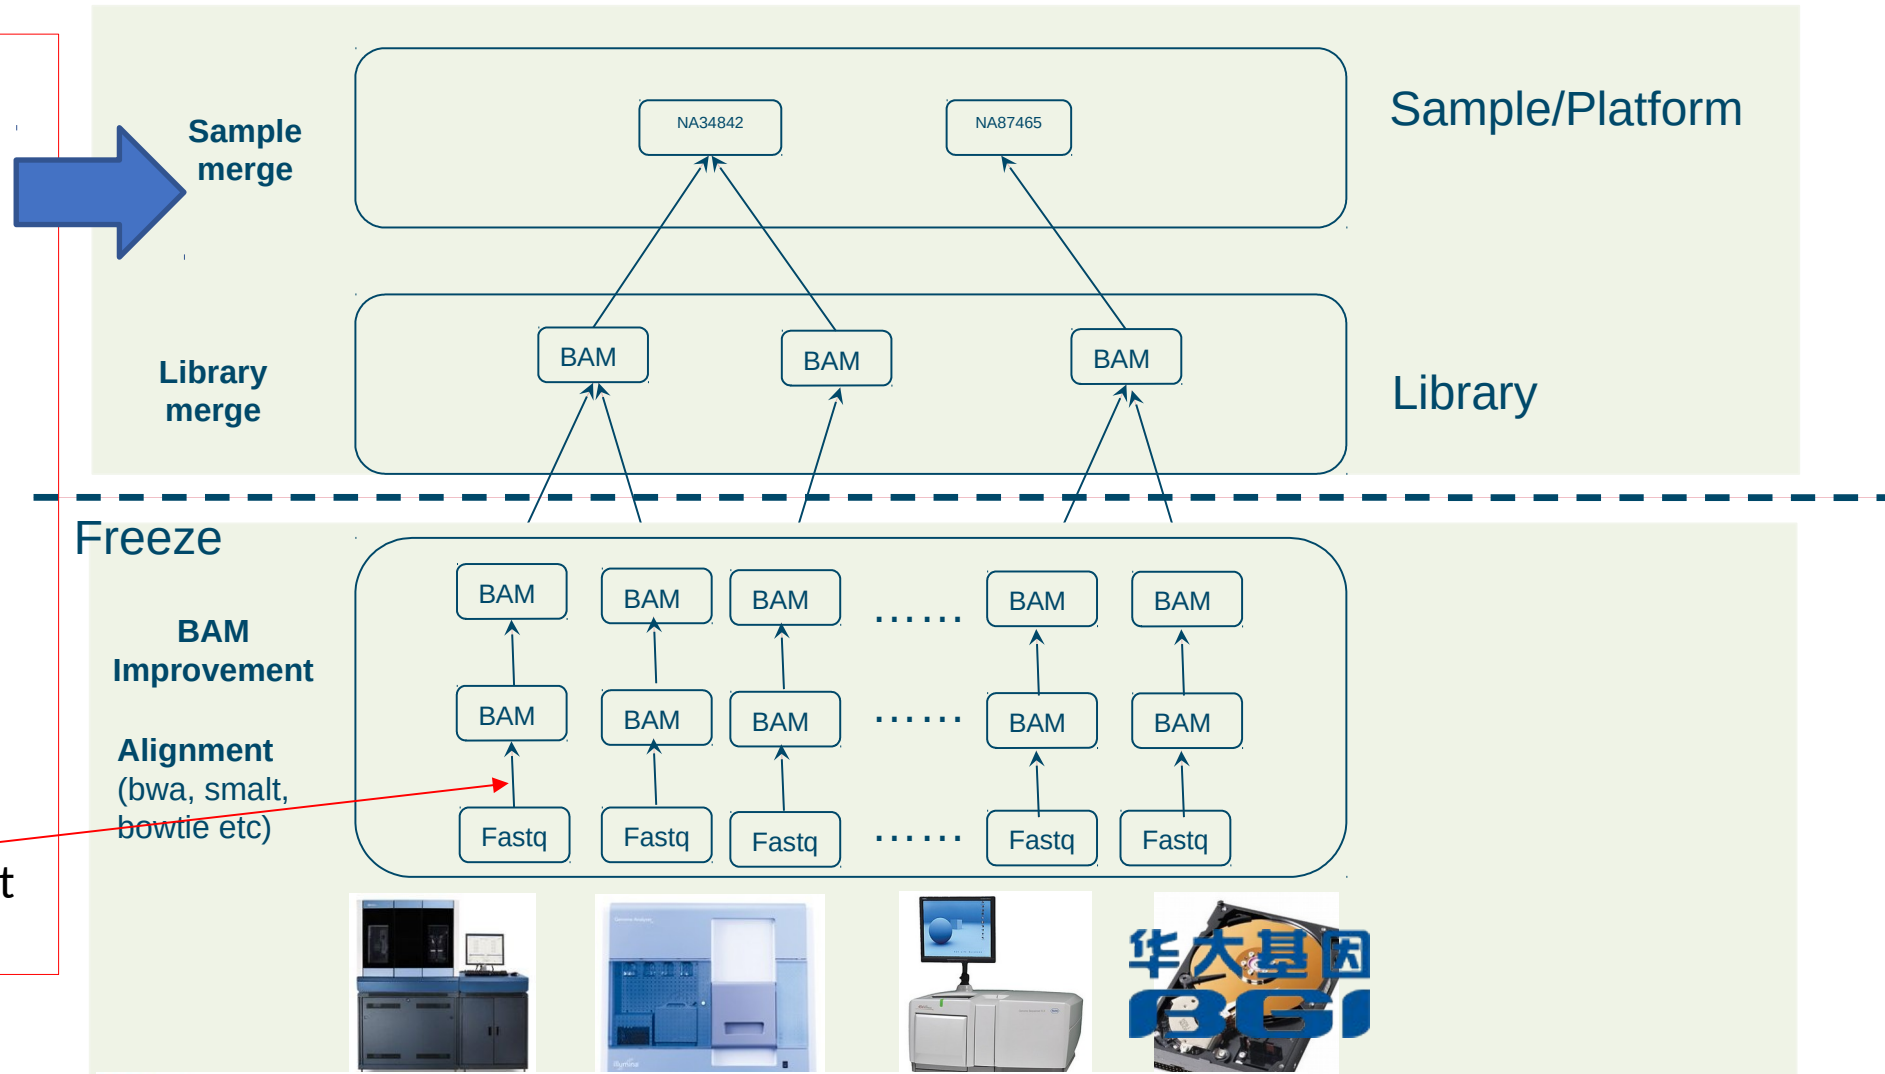 Sample/Platform
Sample
merge
NA34842
NA87465
Library
merge
BAM
BAM
BAM
Library
Freeze
BAM
Improvement
BAM
BAM
BAM
......
BAM
BAM
BAM
BAM
BAM
......
BAM
BAM
Alignment
(bwa, smalt,
bowtie etc)
Fastq
Fastq
Fastq
......
Fastq
Fastq
t
华大基因
BGI